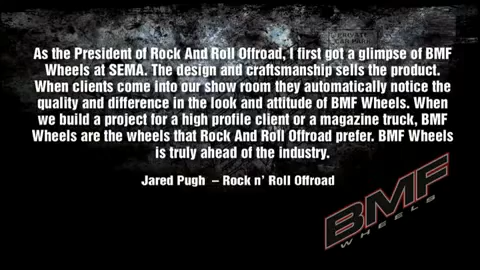 PRIVATE
CAR PARK
As the President of Rock And Roll Offroad, I first got a glimpse of BMF
Wheels at SEMA. The design and craftsmanship sells the product.
When clients come into our show room they automatically notice the
quality and difference in the look and attitude of BMF Wheels. When
we build a project for a high profile client or a magazine truck, BMF
Wheels are the wheels that Rock And Roll Offroad prefer. BMF Wheels
is truly ahead of the industry.
Jared Pugh – Rock n' Roll Offroad
BMF
WHEELS